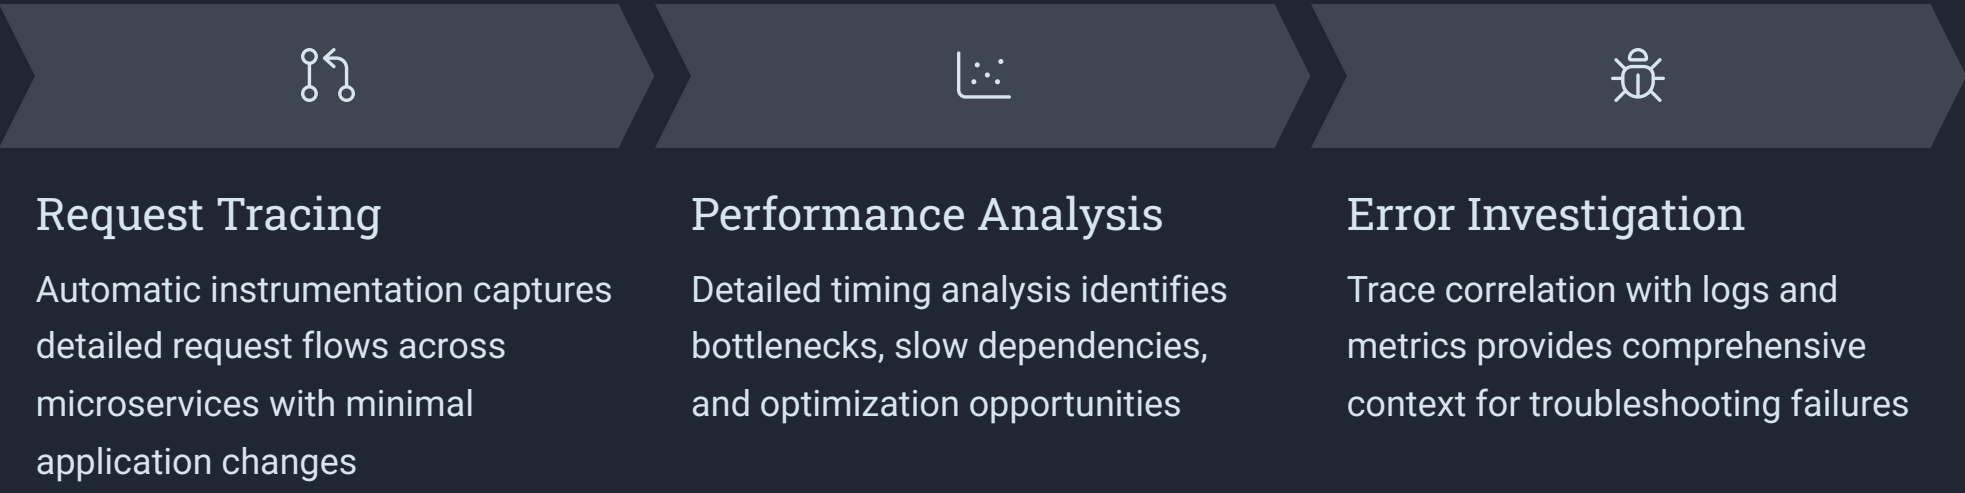 Request Tracing
Automatic instrumentation captures
detailed request flows across
microservices with minimal
application changes
Performance Analysis
Detailed timing analysis identifies
bottlenecks, slow dependencies,
and optimization opportunities
Error Investigation
Trace correlation with logs and
metrics provides comprehensive
context for troubleshooting failures